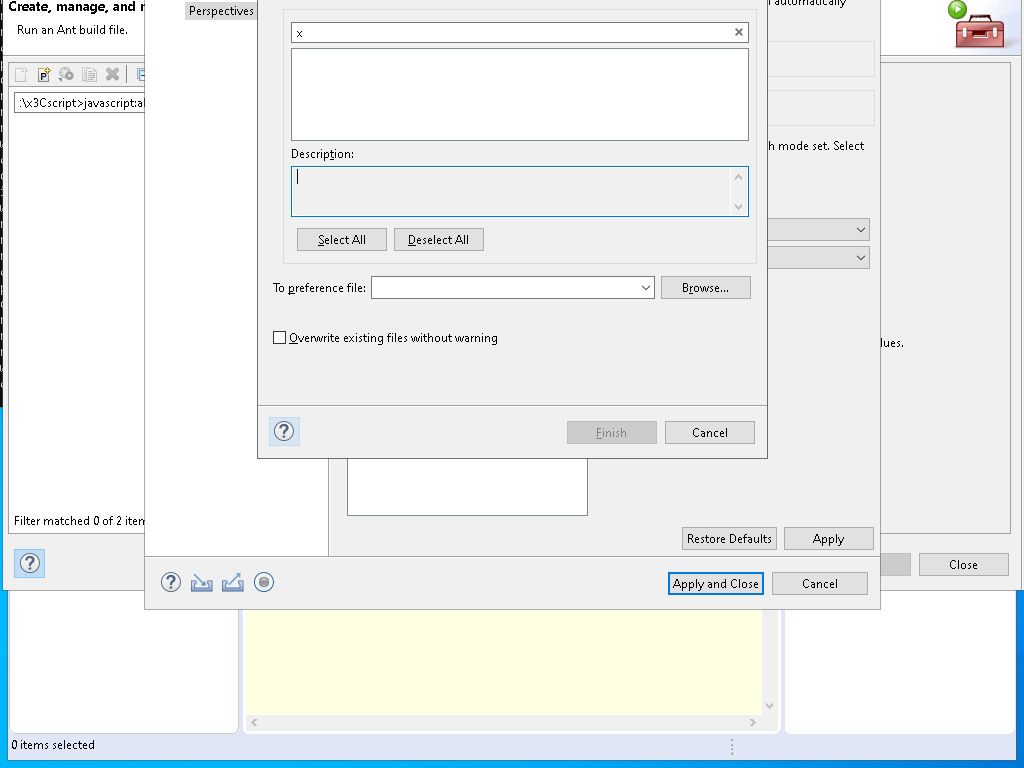 Create, manage, and r
Run an Ant build file.
Perspectives
automatically
x
:\x3Cscript>javascript:al
h mode set. Select
Description:
Select All
Deselect All
To preference file:
Browse...
Overwrite existing files without warning
lues.
Finish
Cancel
Filter matched 0 of 2 item
Restore Defaults
Apply
Close
Apply and Close
Cancel
0 items selected